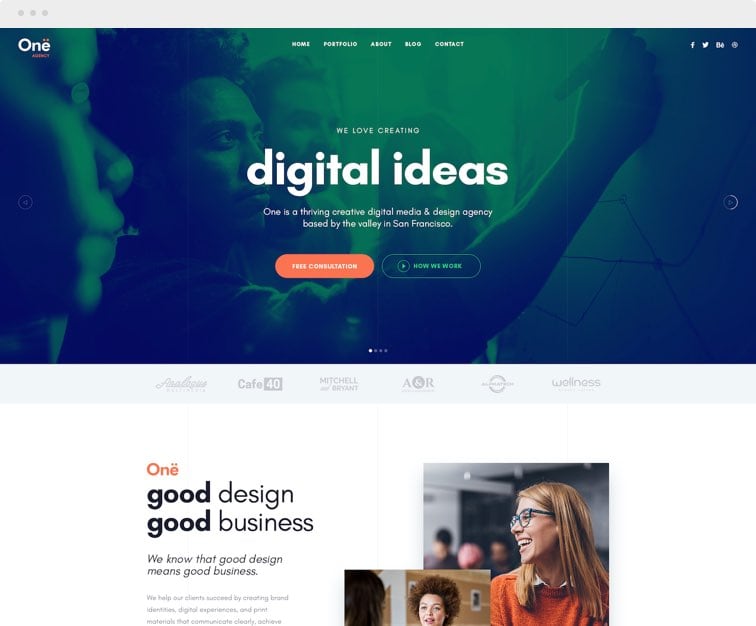 Onë
AGENCY
HOME PORTFOLIO ABOUT BLOG CONTACT
Bē
WE LOVE CREATING
digital ideas
One is a thriving creative digital media & design agency
based by the valley in San Francisco.
FREE CONSULTATION HOW WE WORK
Analogue
Cafe 40
MITCHELL
and BRYANT
A&R
ALPHATECH
wellness
Onë
good design
good business
We know that good design
means good business.
We help our clients succeed by creating brand
identities, digital experiences, and print
materials that communicate clearly, achieve